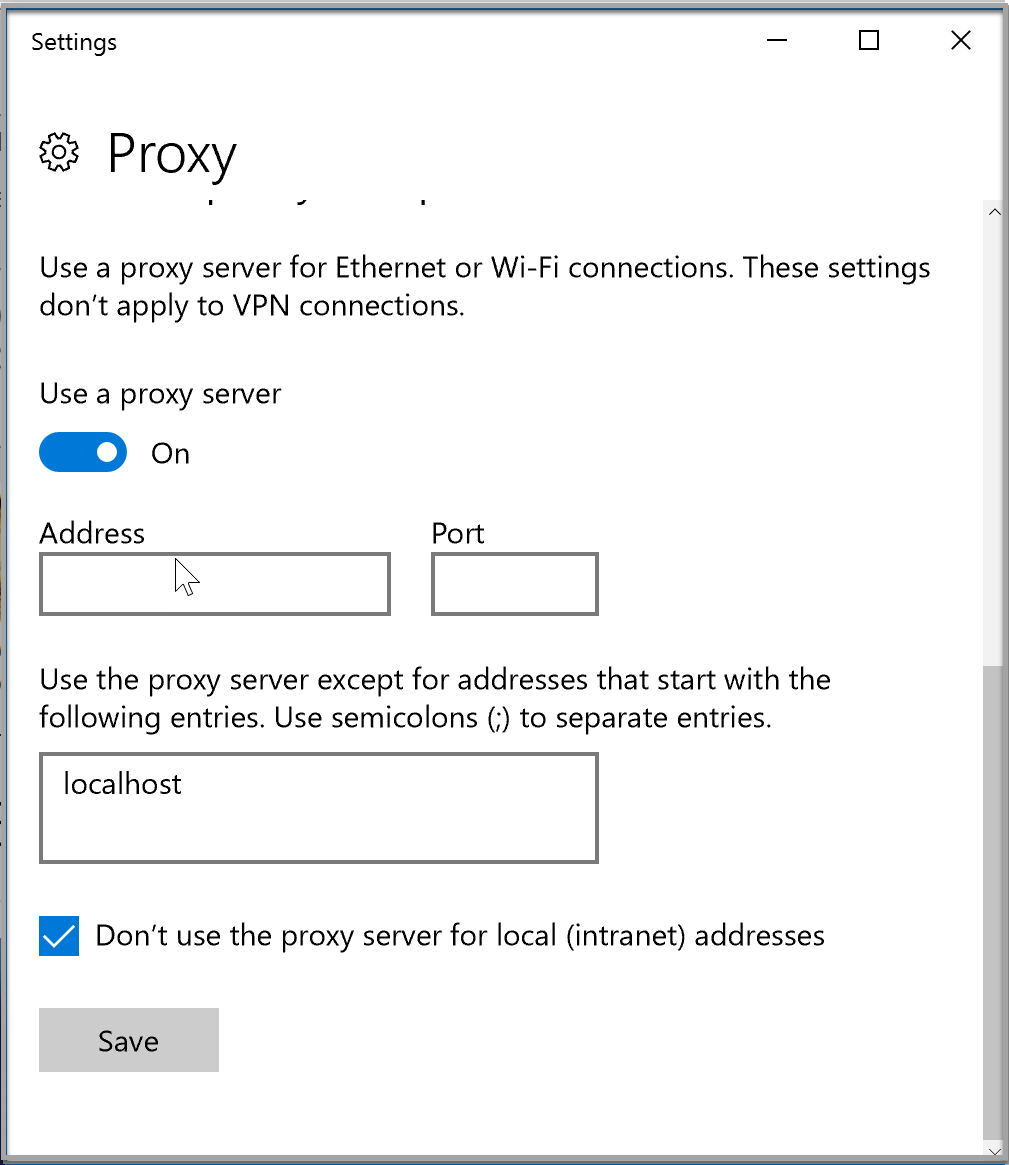 Settings
Proxy
Use a proxy server for Ethernet or Wi-Fi connections. These settings
don’t apply to VPN connections.
Use a proxy server
On
Address Port
Use the proxy server except for addresses that start with the
following entries. Use semicolons (;) to separate entries.
localhost
Don’t use the proxy server for local (intranet) addresses
Save